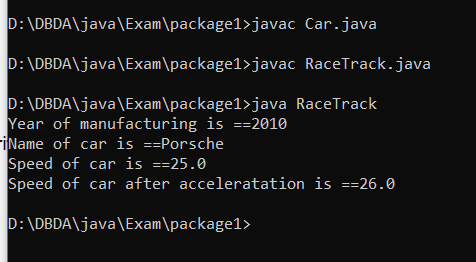 D:\DBDA\java\Exam\package1>javac Car.java
D:\DBDA\java\Exam\package1>javac RaceTrack.java
D:\DBDA\java\Exam\package1>java RaceTrack
Year of manufacturing is ==2010
ri
Name of car is ==Porsche
Speed of car is ==25.0
Speed of car after acceleratation is ==26.0
D:\DBDA\java\Exam\package1>